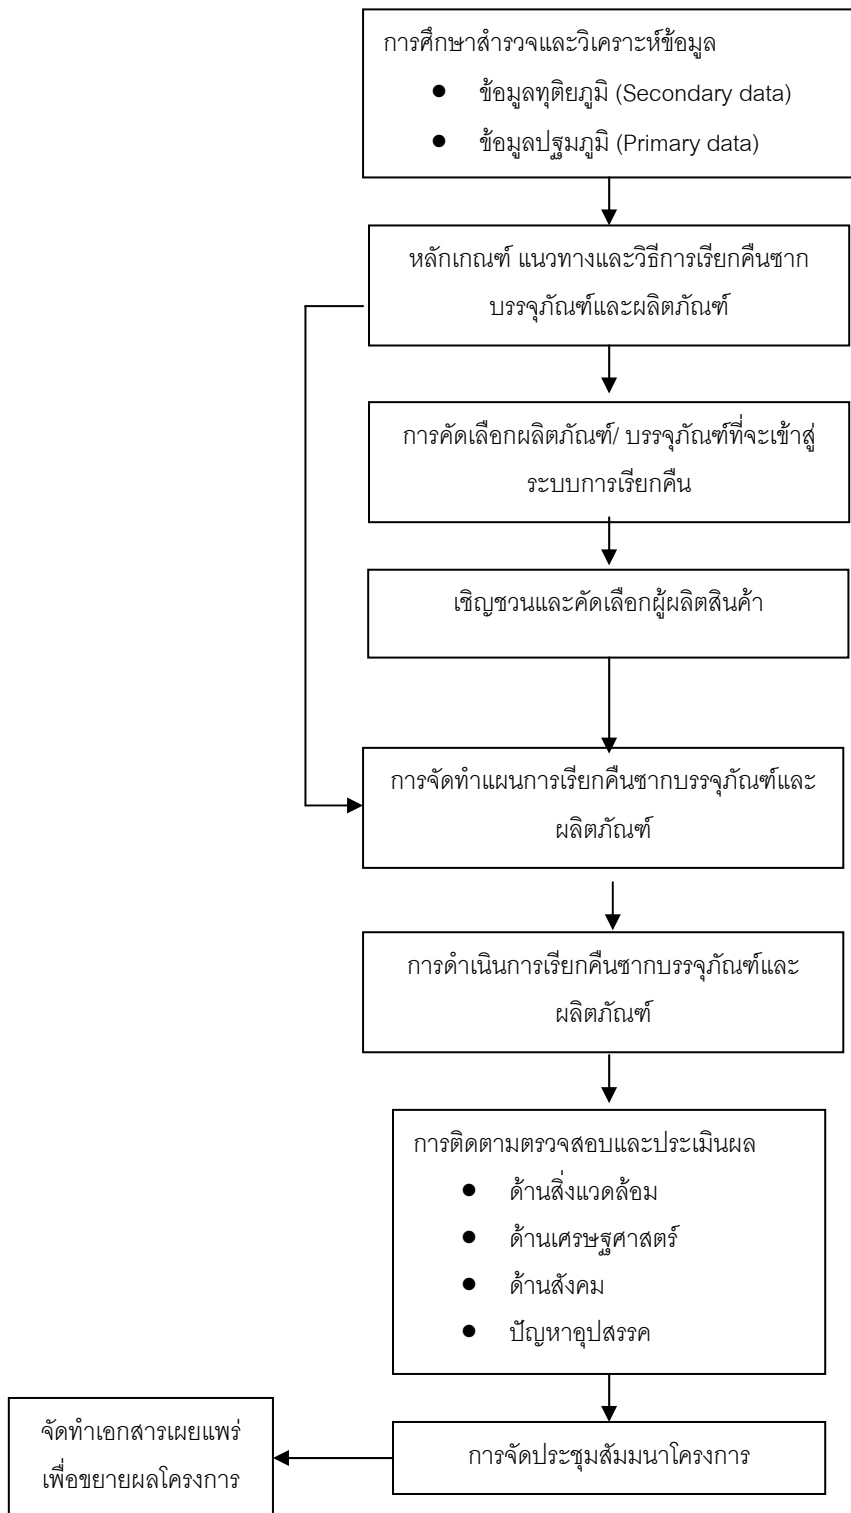 การศึกษาสำรวจและวิเคราะห์ข้อมูล
● ข้อมูลทุติยภูมิ (Secondary data)
● ข้อมูลปฐมภูมิ (Primary data)
หลักเกณฑ์ แนวทางและวิธีการเรียกคืนซาก
บรรจุภัณฑ์และผลิตภัณฑ์
การคัดเลือกผลิตภัณฑ์/ บรรจุภัณฑ์ที่จะเข้าสู่
ระบบการเรียกคืน
เชิญชวนและคัดเลือกผู้ผลิตสินค้า
การจัดทำแผนการเรียกคืนซากบรรจุภัณฑ์และ
ผลิตภัณฑ์
การดำเนินการเรียกคืนซากบรรจุภัณฑ์และ
ผลิตภัณฑ์
การติดตามตรวจสอบและประเมินผล
● ด้านสิ่งแวดล้อม
● ด้านเศรษฐศาสตร์
● ด้านสังคม
● ปัญหาอุปสรรค
การจัดประชุมสัมมนาโครงการ
จัดทำเอกสารเผยแพร่
เพื่อขยายผลโครงการ